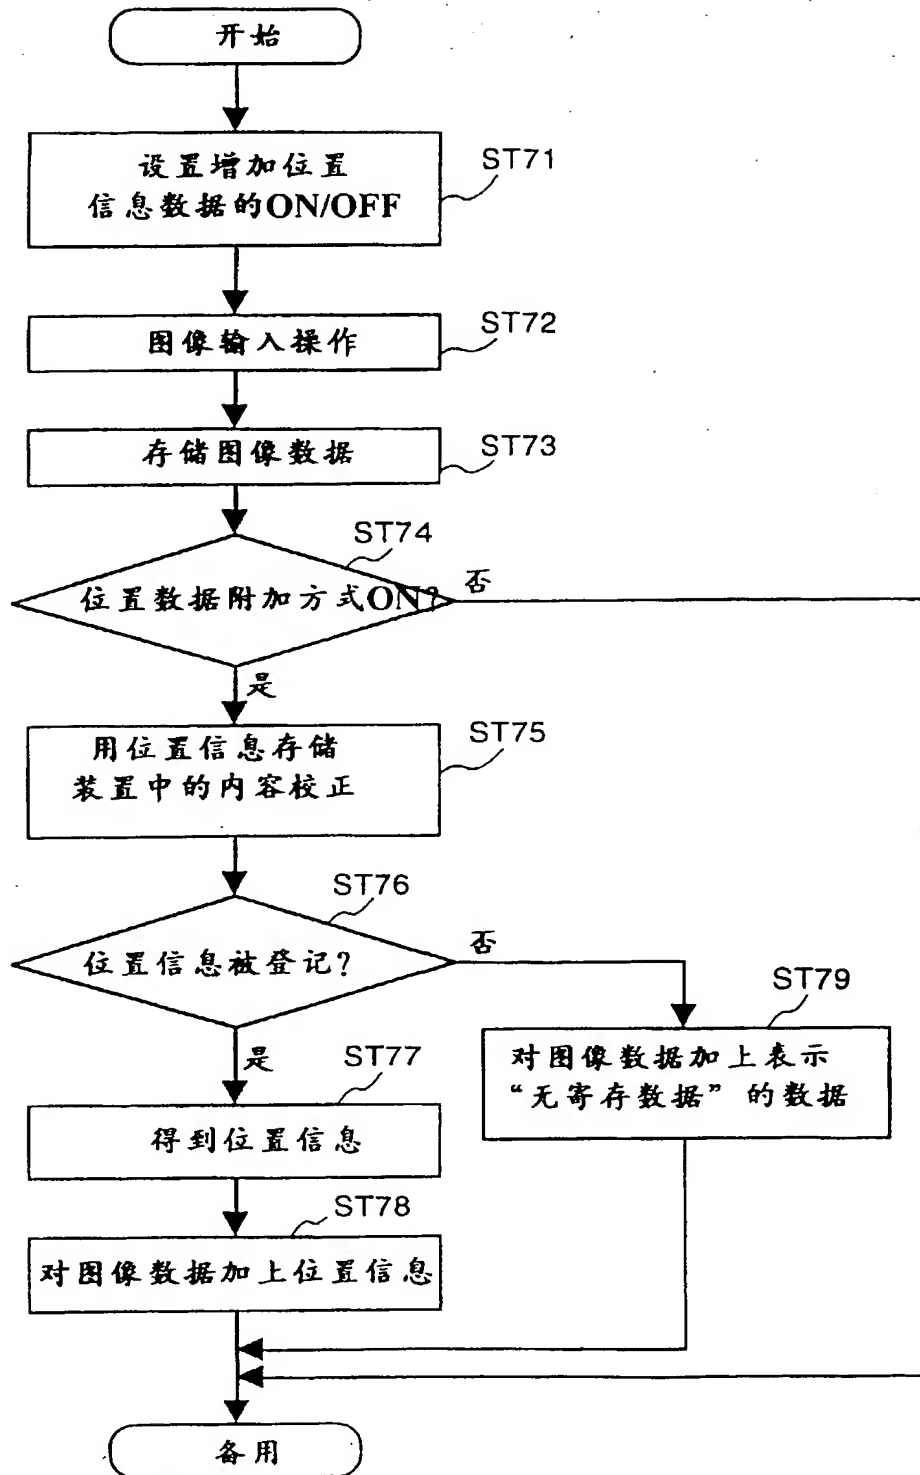 开始
设置增加位置
信息数据的ON/OFF
ST71
图像输入操作
ST72
存储图像数据
ST73
ST74
位置数据附加方式ON?
否
是
用位置信息存储
装置中的内容校正
ST75
ST76
位置信息被登记?
否
是
ST79
对图像数据加上表示
“无寄存数据”的数据
ST77
得到位置信息
ST78
对图像数据加上位置信息
备用